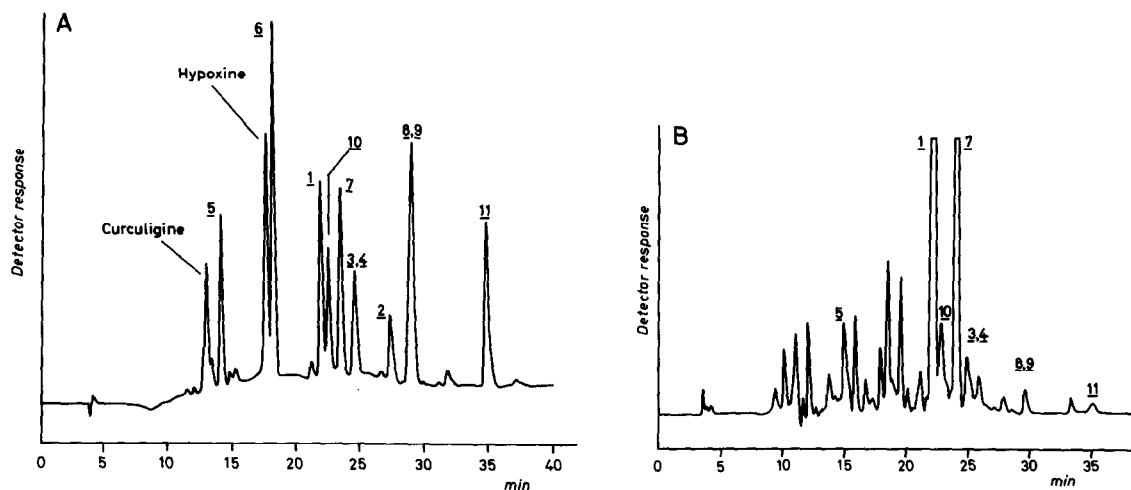 A
6
Hypoxine
10
8,9
1
7
11
5
Curculigine
3,4
2
Detector response
0 5 10 15 20 25 30 35 40
min
B
1 7
5
10
3,4
8,9
11
Detector response
0 10 15 20 25 30 35
min